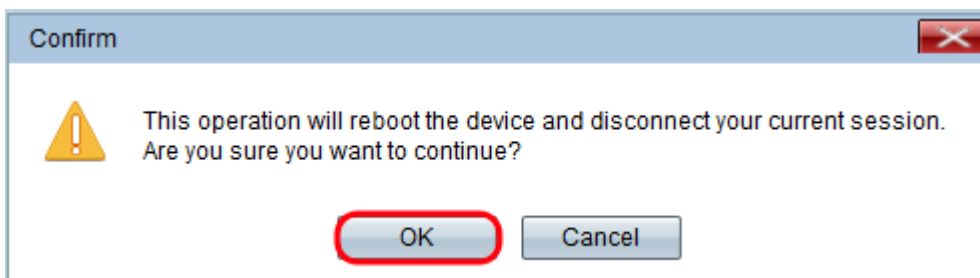 Confirm
This operation will reboot the device and disconnect your current session.
Are you sure you want to continue?
OK
Cancel